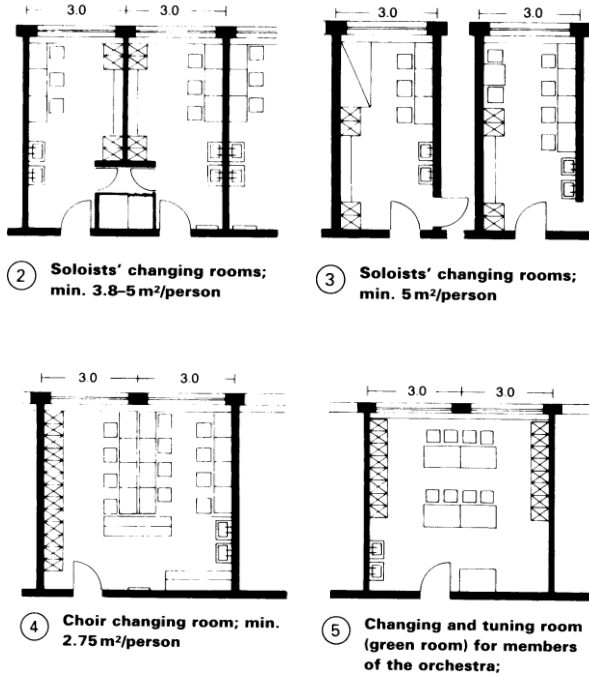 3.0 3.0
3.0 3.0
2 Soloists' changing rooms;
min. 3.8–5 m²/person
3 Soloists' changing rooms;
min. 5 m²/person
3.0 3.0
3.0 3.0
4 Choir changing room; min.
2.75 m²/person
5 Changing and tuning room
(green room) for members
of the orchestra;